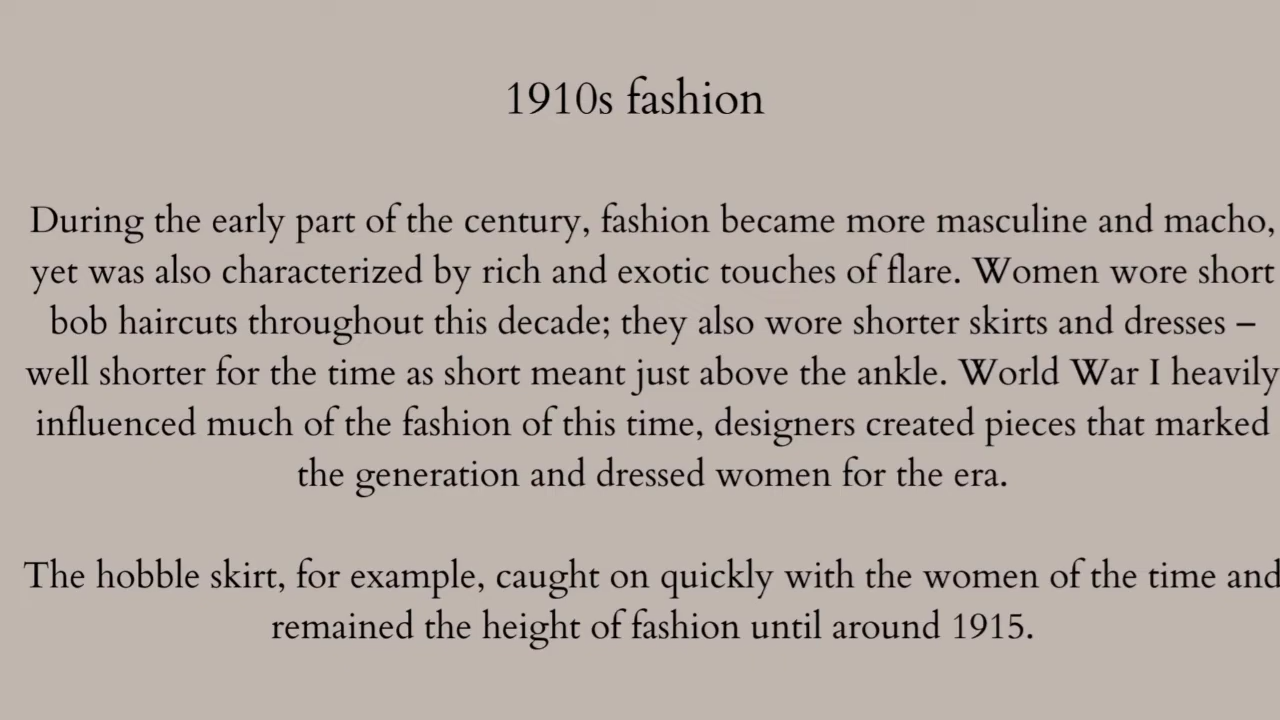 1910s fashion
During the early part of the century, fashion became more masculine and macho,
yet was also characterized by rich and exotic touches of flare. Women wore short
bob haircuts throughout this decade; they also wore shorter skirts and dresses –
well shorter for the time as short meant just above the ankle. World War I heavily
influenced much of the fashion of this time, designers created pieces that marked
the generation and dressed women for the era.
The hobble skirt, for example, caught on quickly with the women of the time and
remained the height of fashion until around 1915.